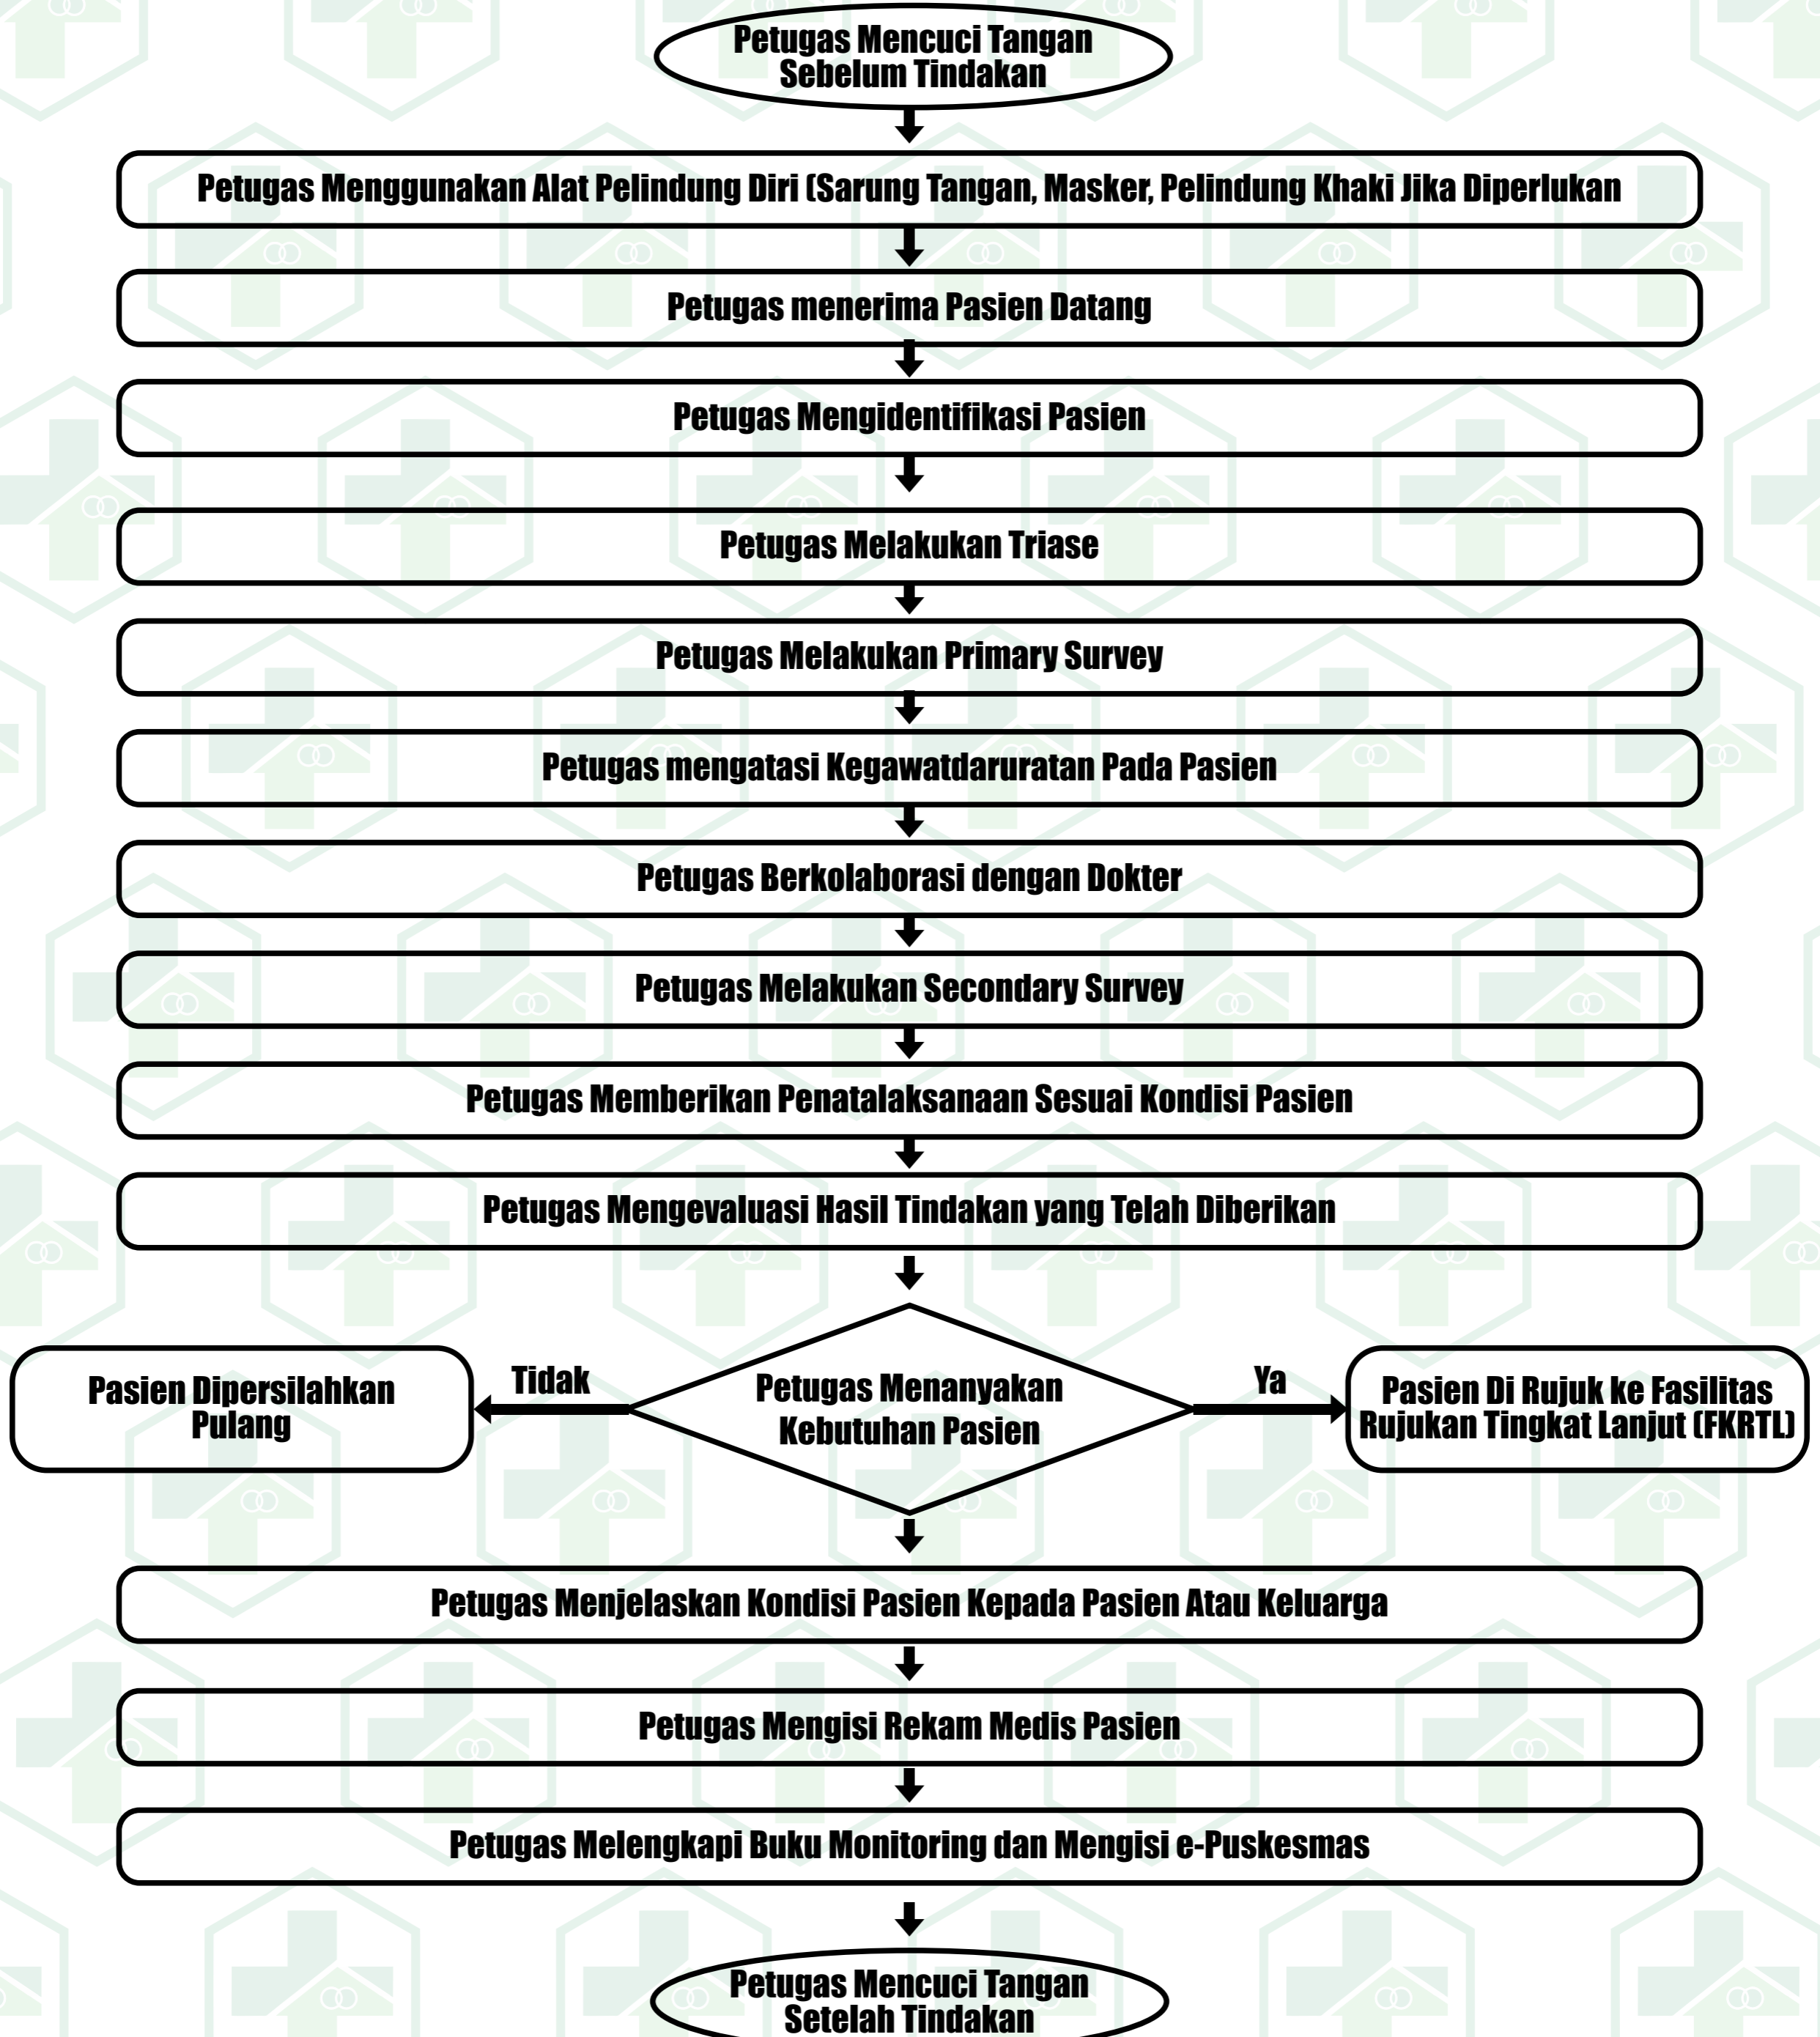 Petugas Mencuci Tangan
Sebelum Tindakan
Petugas Menggunakan Alat Pelindung Diri (Sarung Tangan, Masker, Pelindung Khaki Jika Diperlukan
Petugas menerima Pasien Datang
Petugas Mengidentifikasi Pasien
Petugas Melakukan Triase
Petugas Melakukan Primary Survey
Petugas mengatasi Kegawatdaruratan Pada Pasien
Petugas Berkolaborasi dengan Dokter
Petugas Melakukan Secondary Survey
Petugas Memberikan Penatalaksanaan Sesuai Kondisi Pasien
Petugas Mengevaluasi Hasil Tindakan yang Telah Diberikan
Pasien Dipersilahkan
Pulang
Tidak
Petugas Menanyakan
Kebutuhan Pasien
Ya
Pasien Di Rujuk ke Fasilitas
Rujukan Tingkat Lanjut (FKRTL)
Petugas Menjelaskan Kondisi Pasien Kepada Pasien Atau Keluarga
Petugas Mengisi Rekam Medis Pasien
Petugas Melengkapi Buku Monitoring dan Mengisi e-Puskesmas
Petugas Mencuci Tangan
Setelah Tindakan